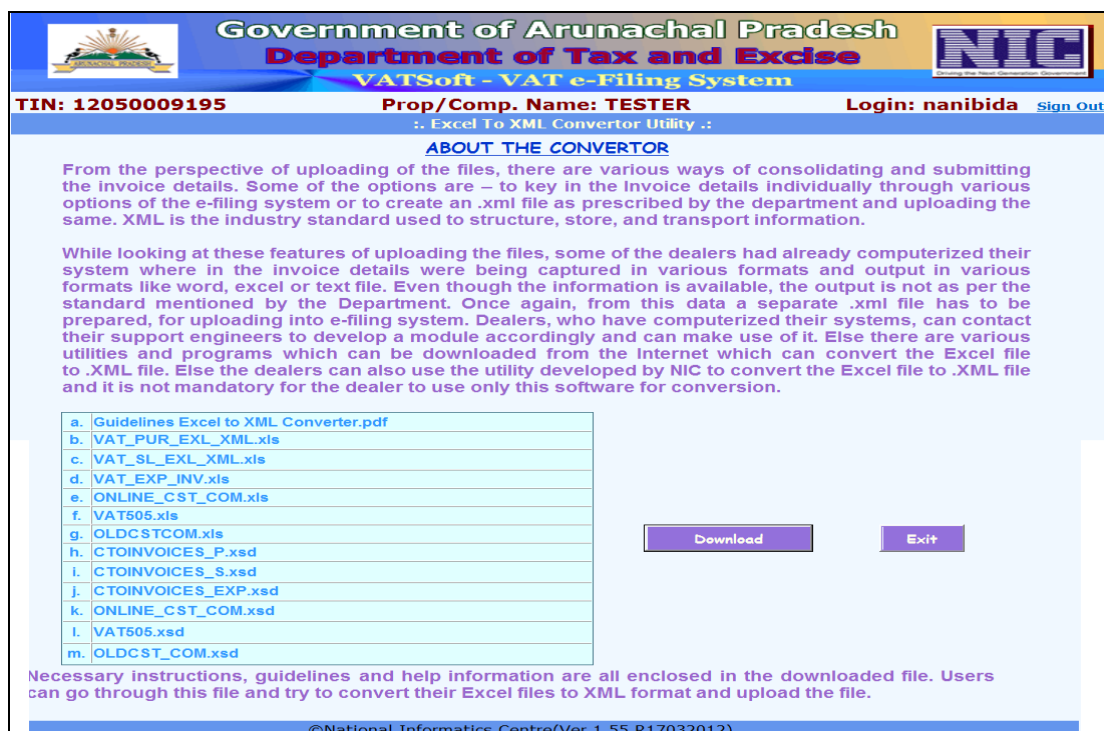 Government of Arunachal Pradesh
Department of Tax and Excise
VATSoft - VAT e-Filing System
ARUNACHAL PRADESH
NIC
Driving the Next Generation Government
TIN: 12050009195 Prop/Comp. Name: TESTER Login: nanibida Sign Out
:. Excel To XML Convertor Utility .:
ABOUT THE CONVERTOR
From the perspective of uploading of the files, there are various ways of consolidating and submitting
the invoice details. Some of the options are – to key in the Invoice details individually through various
options of the e-filing system or to create an .xml file as prescribed by the department and uploading the
same. XML is the industry standard used to structure, store, and transport information.
While looking at these features of uploading the files, some of the dealers had already computerized their
system where in the invoice details were being captured in various formats and output in various
formats like word, excel or text file. Even though the information is available, the output is not as per the
standard mentioned by the Department. Once again, from this data a separate .xml file has to be
prepared, for uploading into e-filing system. Dealers, who have computerized their systems, can contact
their support engineers to develop a module accordingly and can make use of it. Else there are various
utilities and programs which can be downloaded from the Internet which can convert the Excel file
to .XML file. Else the dealers can also use the utility developed by NIC to convert the Excel file to .XML file
and it is not mandatory for the dealer to use only this software for conversion.
a. Guidelines Excel to XML Converter.pdf
b. VAT_PUR_EXL_XML.xls
c. VAT_SL_EXL_XML.xls
d. VAT_EXP_INV.xls
e. ONLINE_CST_COM.xls
f. VAT505.xls
g. OLDCSTCOM.xls
h. CTOINVOICES_P.xsd
i. CTOINVOICES_S.xsd
j. CTOINVOICES_EXP.xsd
k. ONLINE_CST_COM.xsd
l. VAT505.xsd
m. OLDCST_COM.xsd
Download Exit
Necessary instructions, guidelines and help information are all enclosed in the downloaded file. Users
can go through this file and try to convert their Excel files to XML format and upload the file.
©National Informatics Centre(Ver 1.55 R17032012)